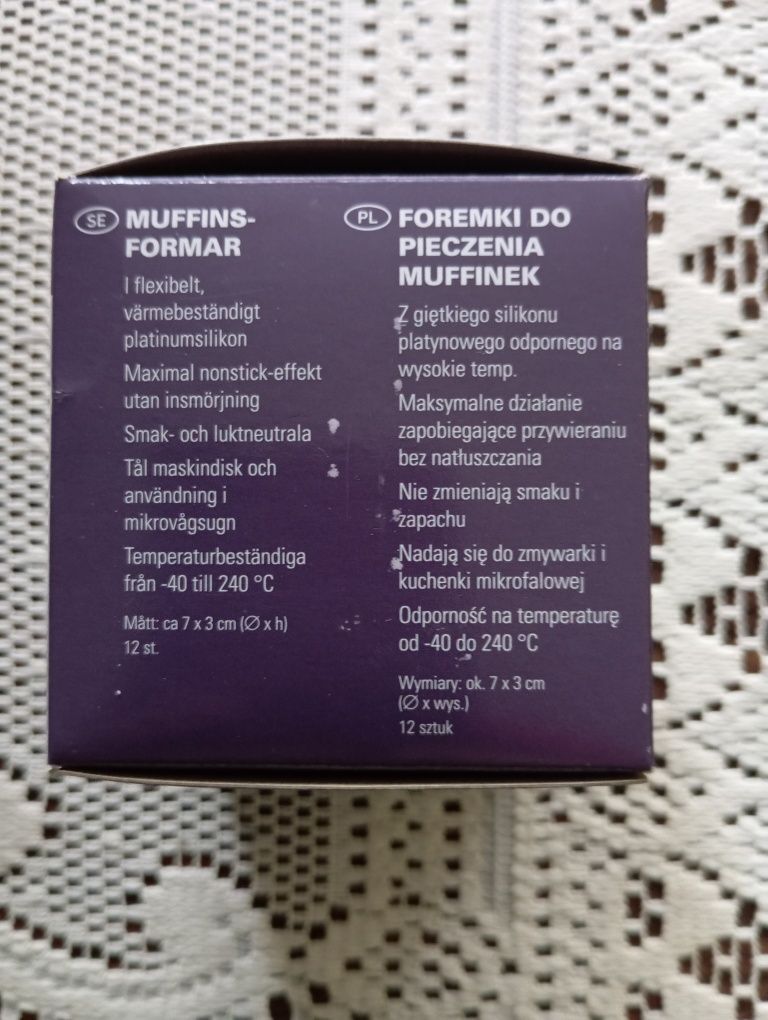 SE MUFFINS-
FORMAR
I flexibelt,
värmebeständigt
platinumsilikon
Maximal nonstick-effekt
utan insmörjning
Smak- och luktneutrala
Tål maskindisk och
användning i
mikrovågsugn
Temperaturbeständiga
från -40 till 240 °C
Mått: ca 7 x 3 cm (Ø x h)
12 st.
PL FOREMKI DO
PIECZENIA
MUFFINEK
Z giętkiego silikonu
platynowego odpornego na
wysokie temp.
Maksymalne działanie
zapobiegające przywieraniu
bez natłuszczania
Nie zmieniają smaku i
zapachu
Nadają się do zmywarki i
kuchenki mikrofalowej
Odporność na temperaturę
od -40 do 240 °C
Wymiary: ok. 7 x 3 cm
(Ø x wys.)
12 sztuk